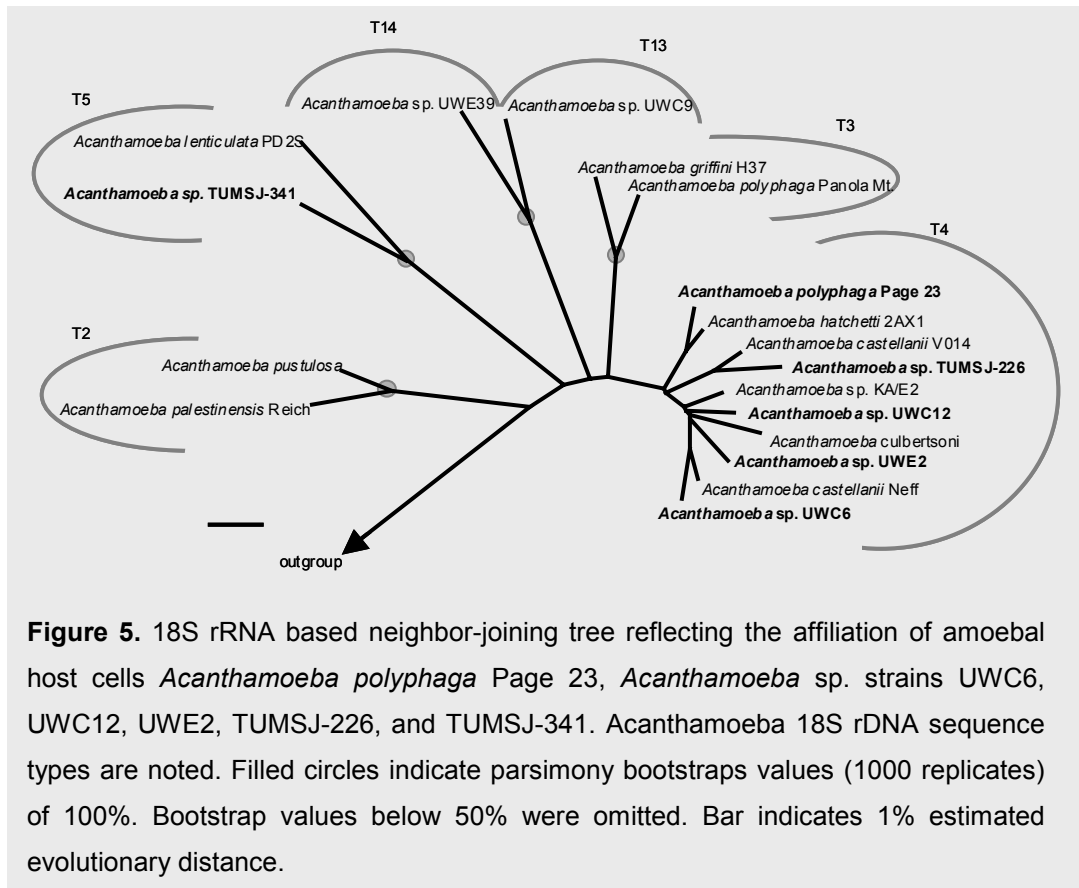 T14
T13
T5
Acanthamoeba sp. UWE39
Acanthamoeba sp. UWC9
T3
Acanthamoeba lenticulata PD2S
Acanthamoeba griffini H37
Acanthamoeba polyphaga Panola Mt.
Acanthamoeba sp. TUMSJ-341
T4
Acanthamoeba polyphaga Page 23
Acanthamoeba hatchetti 2AX1
T2
Acanthamoeba castellanii V014
Acanthamoeba pustulosa
Acanthamoeba sp. TUMSJ-226
Acanthamoeba sp. KA/E2
Acanthamoeba palestinensis Reich
Acanthamoeba sp. UWC12
Acanthamoeba culbertsoni
Acanthamoeba sp. UWE2
Acanthamoeba castellanii Neff
Acanthamoeba sp. UWC6
outgroup
Figure 5. 18S rRNA based neighbor-joining tree reflecting the affiliation of amoebal
host cells Acanthamoeba polyphaga Page 23, Acanthamoeba sp. strains UWC6,
UWC12, UWE2, TUMSJ-226, and TUMSJ-341. Acanthamoeba 18S rDNA sequence
types are noted. Filled circles indicate parsimony bootstraps values (1000 replicates)
of 100%. Bootstrap values below 50% were omitted. Bar indicates 1% estimated
evolutionary distance.